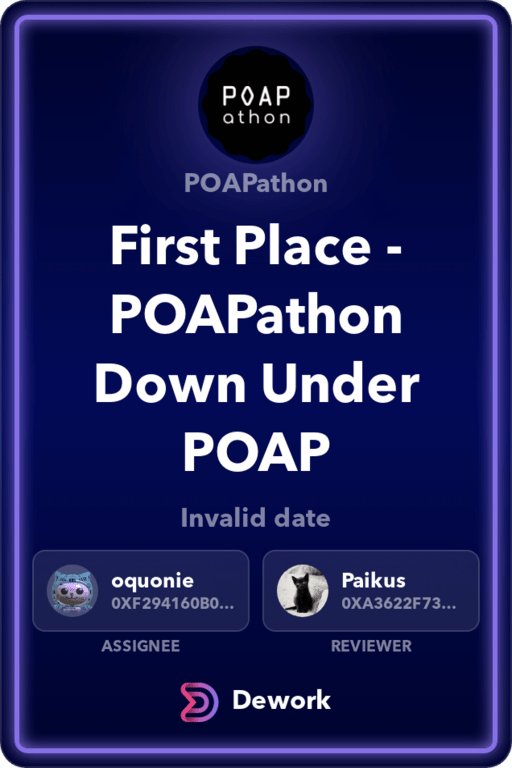 POAP
athon
POAPathon
First Place -
POAPathon
Down Under
POAP
Invalid date
oquonie
0XF294160B0...
Paikus
0XA3622F73...
ASSIGNEE
REVIEWER
Dework